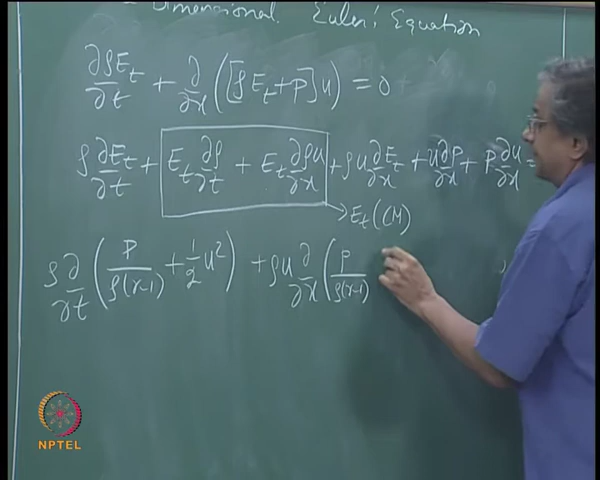 - Dimensional Euler's Equation
∂ρE_t/∂t + ∂/∂x ([ρE_t + P]u) = 0
ρ ∂E_t/∂t + E_t ∂ρ/∂t + E_t ∂ρu/∂x + ρu ∂E_t/∂x + u ∂P/∂x + P ∂u/∂x =
→ E_t (CM)
ρ ∂/∂t (P/ρ(γ-1) + 1/2 u²) + ρu ∂/∂x (P/ρ(γ-1)
NPTEL